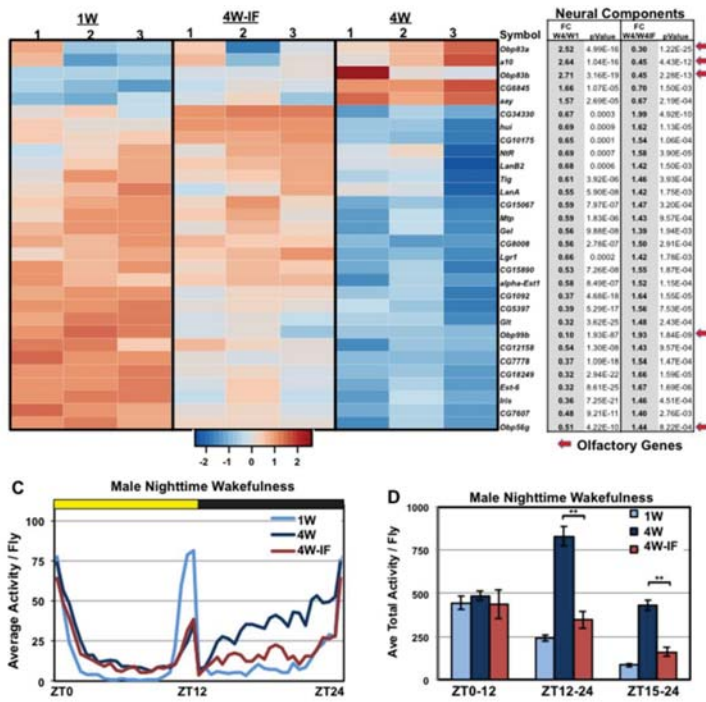 1W 4W-IF 4W Neural Components
1 2 3 1 2 3 1 2 3 Symbol FC W4/W1 pValue FC W4/W4IF pValue
Obp83a 2.52 4.99E-16 0.30 1.22E-25
a10 2.64 1.04E-16 0.45 4.43E-12
Obp83b 2.71 3.16E-19 0.45 2.28E-13
CG6845 1.66 1.07E-05 0.70 1.50E-03
aay 1.57 2.69E-05 0.67 2.19E-04
CG34330 0.67 0.0003 1.99 4.92E-10
hui 0.69 0.0009 1.62 1.13E-05
CG10175 0.65 0.0001 1.54 1.06E-04
NtR 0.69 0.0007 1.58 3.90E-05
LanB2 0.68 0.0006 1.42 1.50E-03
Tig 0.61 3.92E-06 1.46 3.93E-04
LanA 0.55 5.90E-08 1.42 1.75E-03
CG15067 0.59 7.97E-07 1.47 3.20E-04
Mtp 0.59 1.83E-06 1.43 9.57E-04
Gel 0.56 9.88E-08 1.39 1.94E-03
CG8008 0.56 2.78E-07 1.50 2.91E-04
Lgr1 0.66 0.0002 1.42 1.78E-03
CG15890 0.53 7.26E-08 1.55 1.87E-04
alpha-Est1 0.58 8.49E-07 1.52 1.15E-04
CG1092 0.37 4.68E-18 1.64 1.55E-05
CG5397 0.39 5.29E-17 1.56 7.53E-05
Glt 0.32 3.62E-25 1.48 2.43E-04
Obp99b 0.10 1.93E-87 1.93 1.84E-09
CG12158 0.54 1.30E-08 1.43 9.57E-04
CG7778 0.37 1.09E-18 1.54 1.47E-04
CG18249 0.32 2.94E-22 1.66 1.59E-05
Est-6 0.32 8.61E-25 1.67 1.69E-06
Iris 0.36 7.25E-21 1.46 4.51E-04
CG7607 0.48 9.21E-11 1.40 2.76E-03
Obp56g 0.51 4.22E-10 1.44 8.22E-04
-2 -1 0 1 2
Olfactory Genes
C Male Nighttime Wakefulness
Average Activity / Fly
100
75
50
25
0
1W
4W
4W-IF
ZT0 ZT12 ZT24
D Male Nighttime Wakefulness
Ave Total Activity / Fly
1000
750
500
250
0
1W
4W
4W-IF
** **
ZT0-12 ZT12-24 ZT15-24